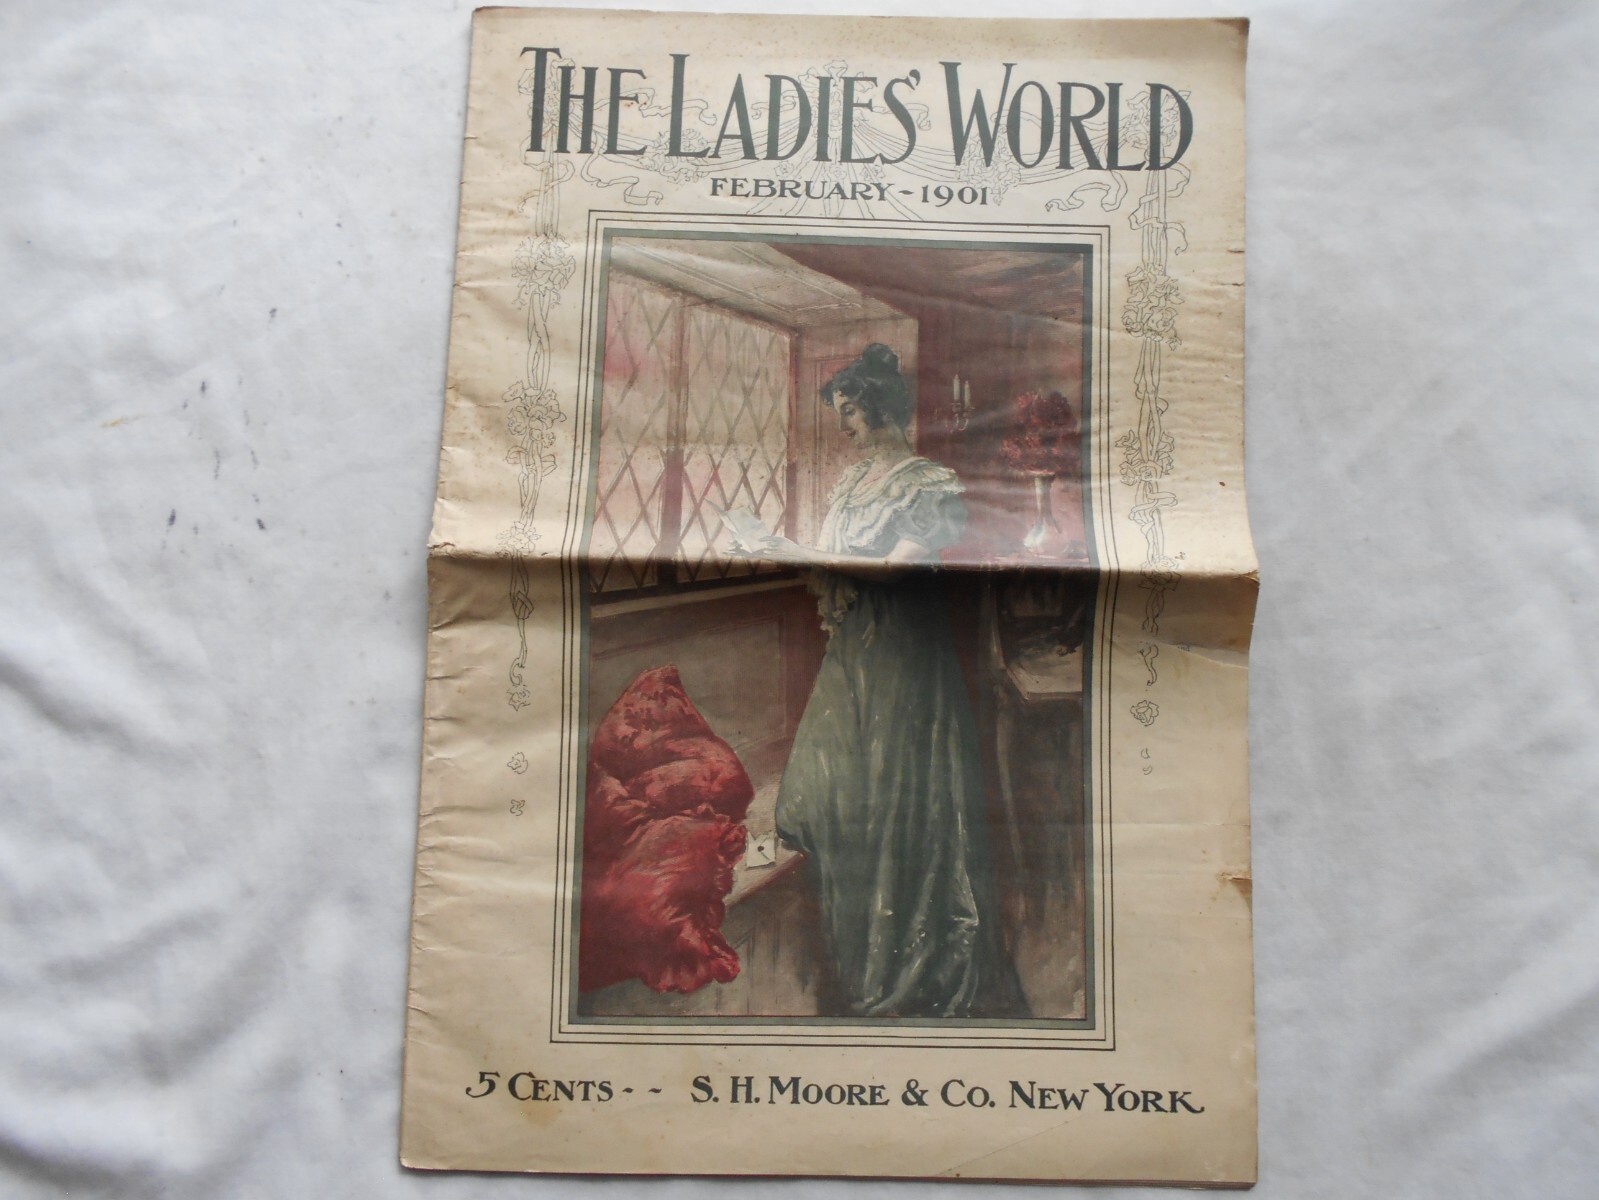 THE LADIES' WORLD
FEBRUARY - 1901
5 CENTS - - S. H. MOORE & CO. NEW YORK